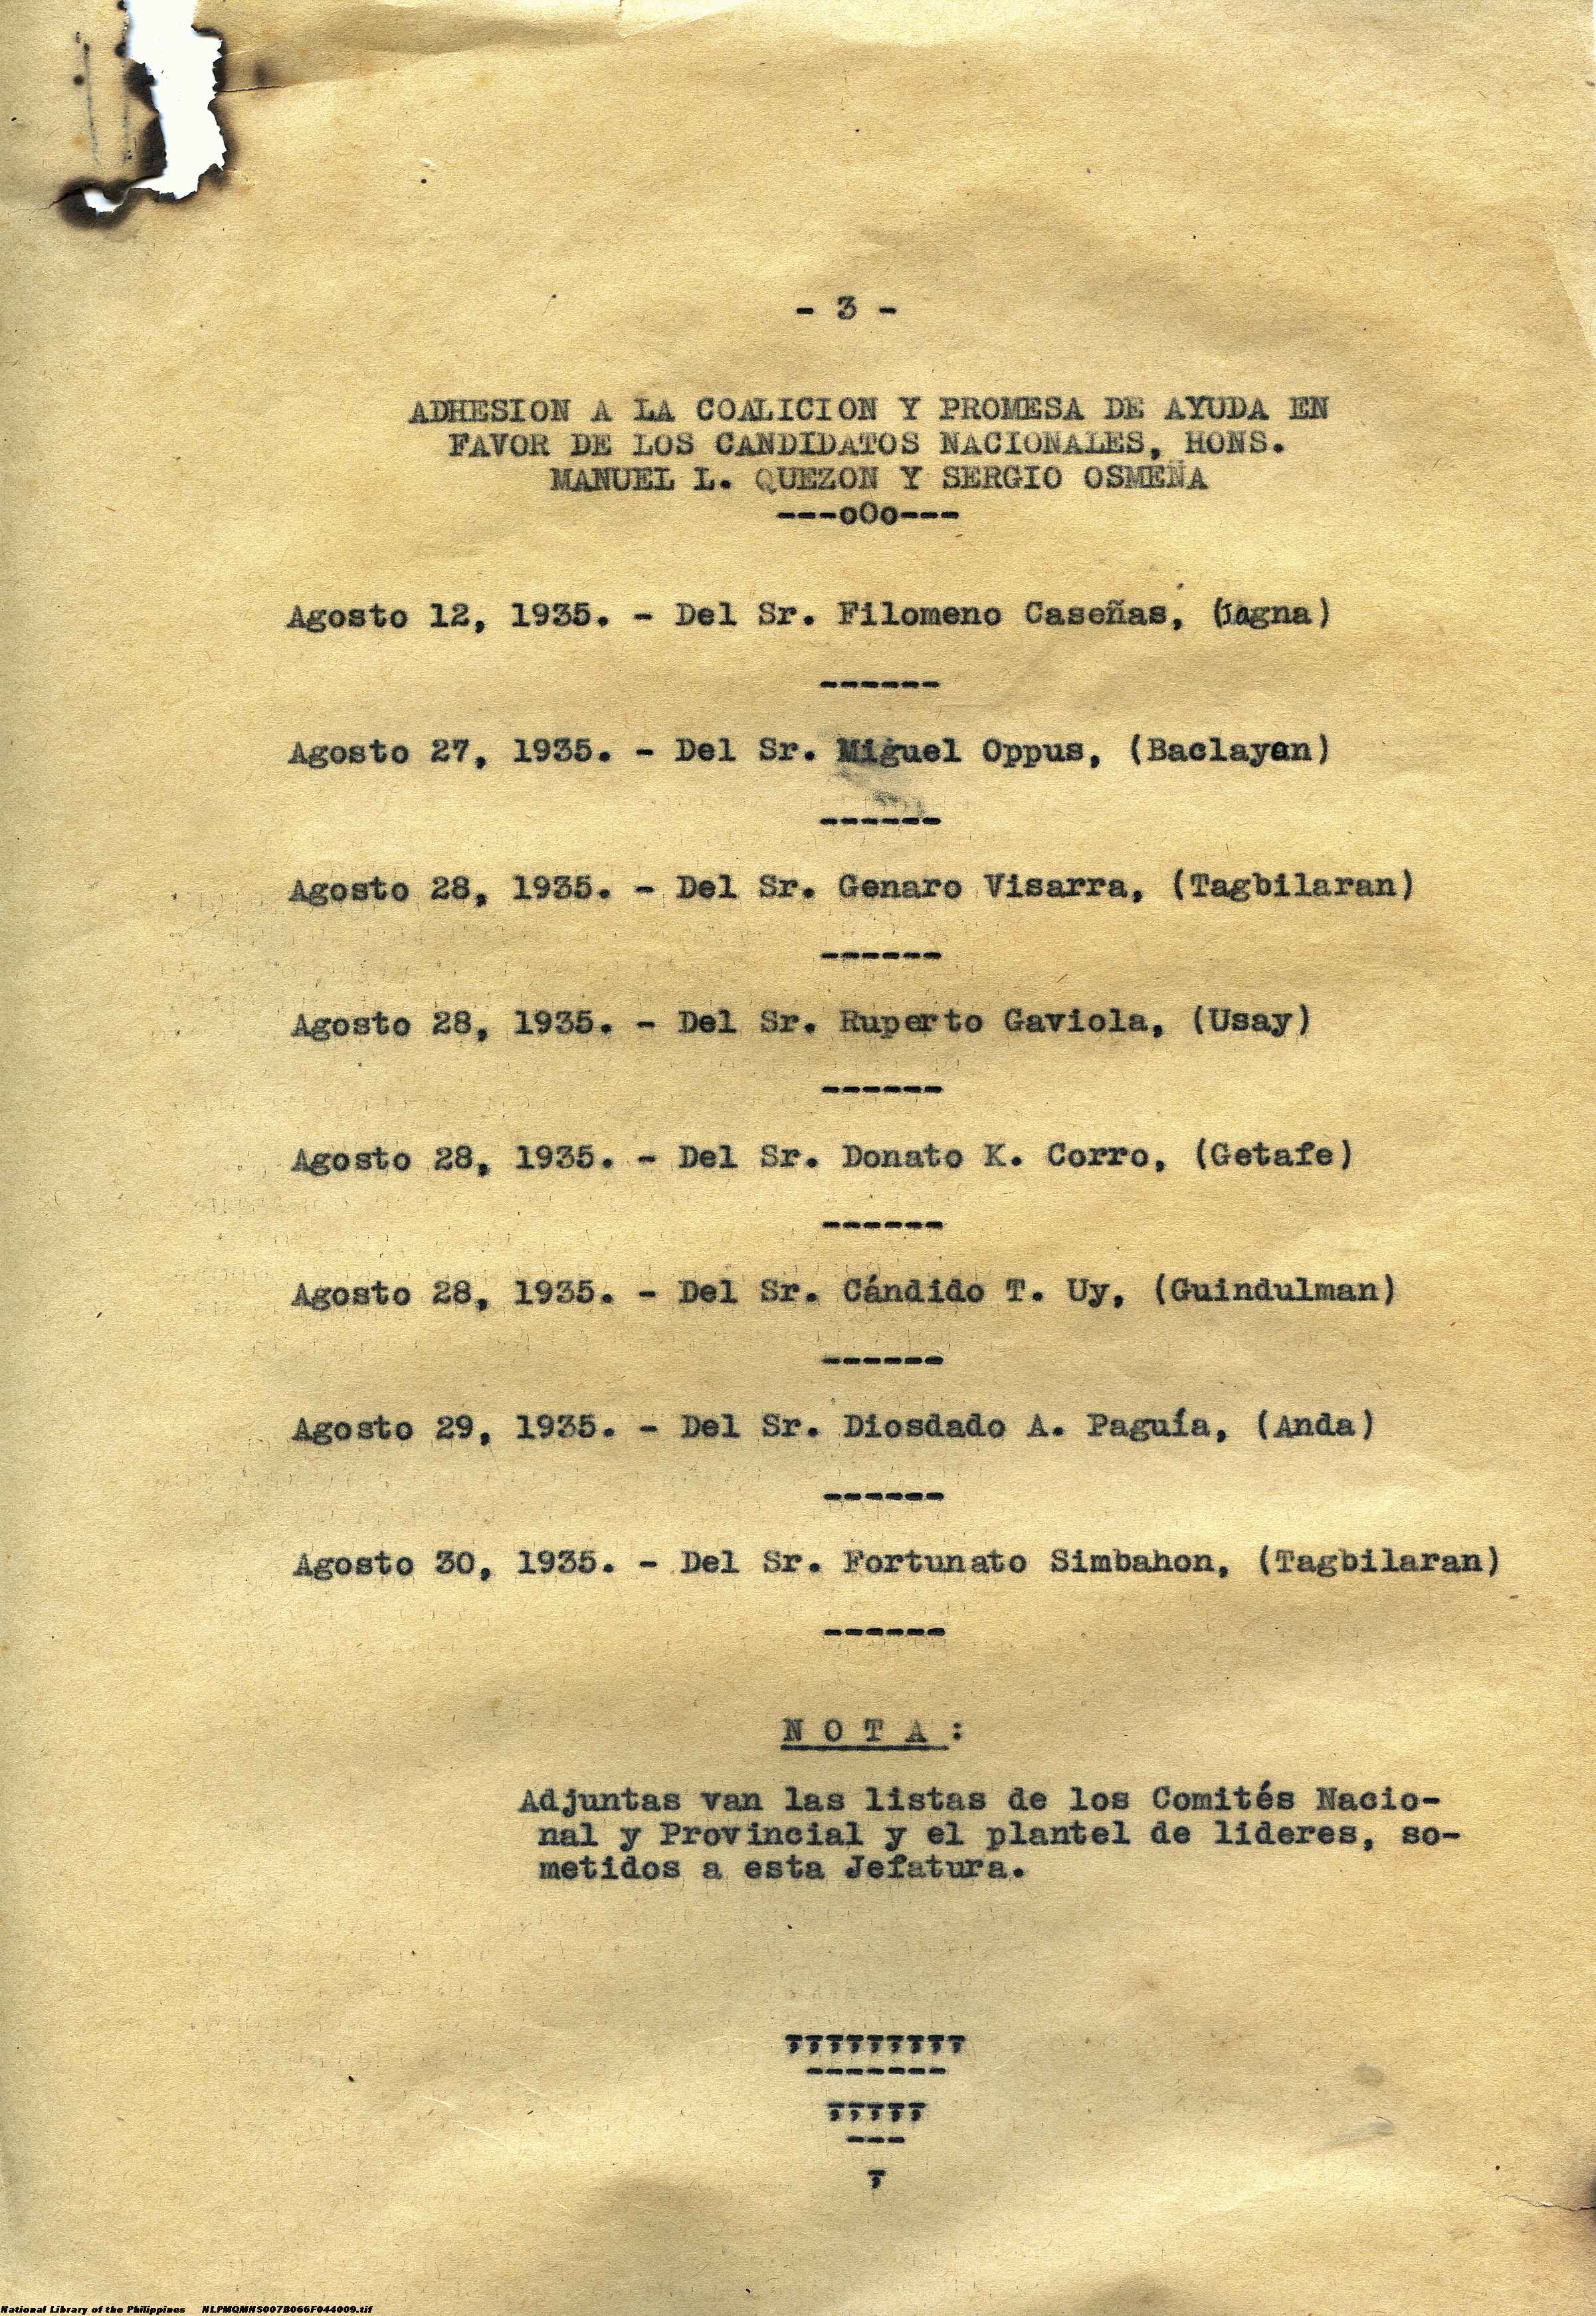 - 3 -
ADHESION A LA COALICION Y PROMESA DE AYUDA EN
FAVOR DE LOS CANDIDATOS NACIONALES, HONS.
MANUEL L. QUEZON Y SERGIO OSMEÑA
---oOo---
Agosto 12, 1935. - Del Sr. Filomeno Caseñas, (Jagna)
------
Agosto 27, 1935. - Del Sr. Miguel Oppus, (Baclayon)
------
Agosto 28, 1935. - Del Sr. Genaro Visarra, (Tagbilaran)
------
Agosto 28, 1935. - Del Sr. Ruperto Gaviola, (Usay)
------
Agosto 28, 1935. - Del Sr. Donato K. Corro, (Getafe)
------
Agosto 28, 1935. - Del Sr. Cándido T. Uy, (Guindulman)
------
Agosto 29, 1935. - Del Sr. Diosdado A. Paguía, (Anda)
------
Agosto 30, 1935. - Del Sr. Fortunato Simbahon, (Tagbilaran)
------
N O T A :
Adjuntas van las listas de los Comités Nacio-
nal y Provincial y el plantel de lideres, so-
metidos a esta Jefatura.
National Library of the Philippines NLPMQMNS007B066F044009.tif